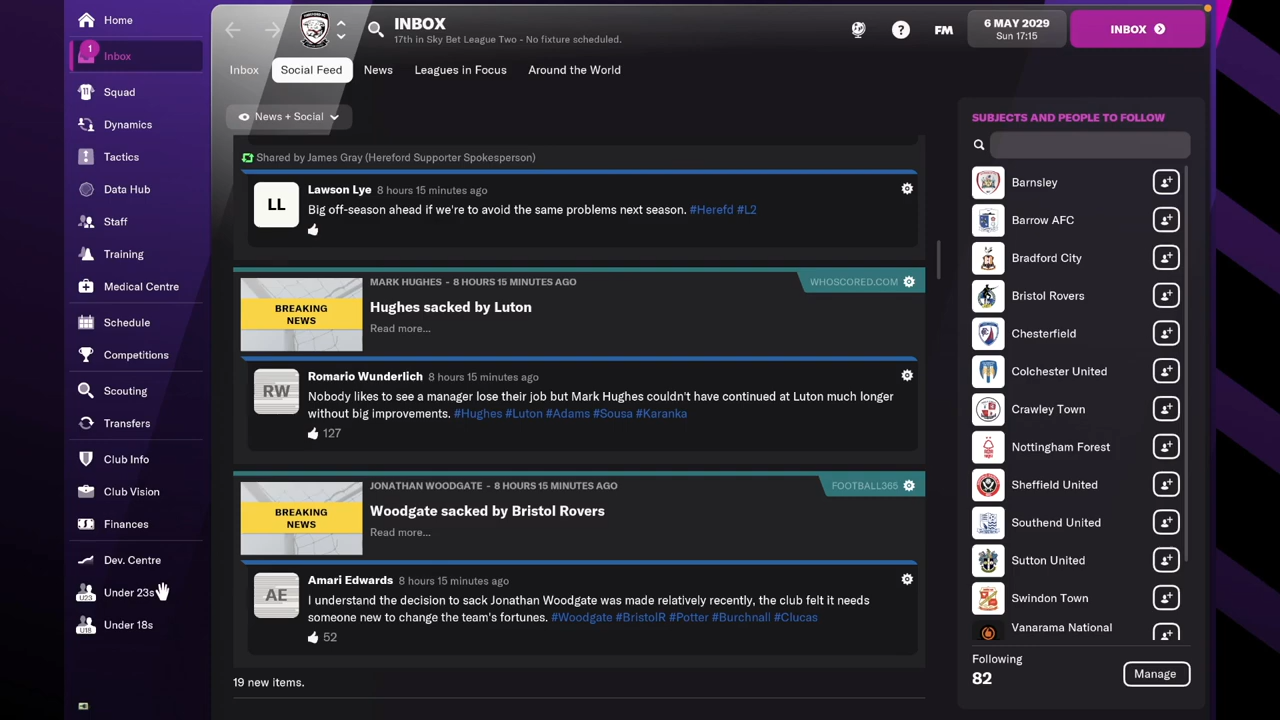 Home
1
Inbox
Squad
Dynamics
Tactics
Data Hub
Staff
Training
Medical Centre
Schedule
Competitions
Scouting
Transfers
Club Info
Club Vision
Finances
Dev. Centre
U23
Under 23s
U18
Under 18s
INBOX
17th in Sky Bet League Two - No fixture scheduled.
?
FM
6 MAY 2029
Sun 17:15
INBOX
Inbox
Social Feed
News
Leagues in Focus
Around the World
News + Social
Shared by James Gray (Hereford Supporter Spokesperson)
LL
Lawson Lye 8 hours 15 minutes ago
Big off-season ahead if we're to avoid the same problems next season. #Herefd #L2
BREAKING
NEWS
MARK HUGHES - 8 HOURS 15 MINUTES AGO
WHOSCORED.COM
Hughes sacked by Luton
Read more...
RW
Romario Wunderlich 8 hours 15 minutes ago
Nobody likes to see a manager lose their job but Mark Hughes couldn't have continued at Luton much longer
without big improvements. #Hughes #Luton #Adams #Sousa #Karanka
127
BREAKING
NEWS
JONATHAN WOODGATE - 8 HOURS 15 MINUTES AGO
FOOTBALL365
Woodgate sacked by Bristol Rovers
Read more...
AE
Amari Edwards 8 hours 15 minutes ago
I understand the decision to sack Jonathan Woodgate was made relatively recently, the club felt it needs
someone new to change the team's fortunes. #Woodgate #BristolR #Potter #Burchnall #Clucas
52
19 new items.
SUBJECTS AND PEOPLE TO FOLLOW
Barnsley
Barrow AFC
Bradford City
Bristol Rovers
Chesterfield
Colchester United
Crawley Town
Nottingham Forest
Sheffield United
Southend United
Sutton United
Swindon Town
Vanarama National
Following
82
Manage